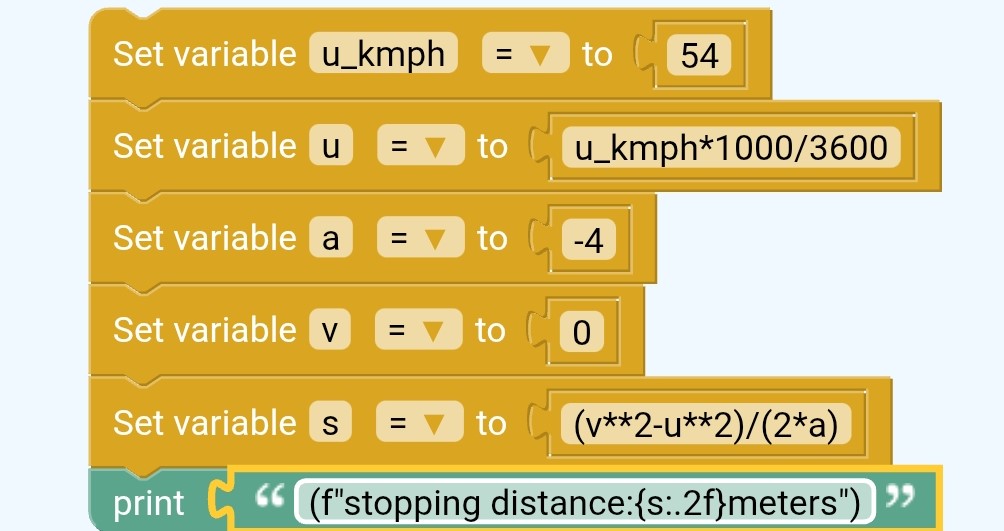 Set variable u_kmph = ▼ to 54
Set variable u = ▼ to u_kmph*1000/3600
Set variable a = ▼ to -4
Set variable v = ▼ to 0
Set variable s = ▼ to (v**2-u**2)/(2*a)
print “ (f"stopping distance:{s:.2f}meters") ”